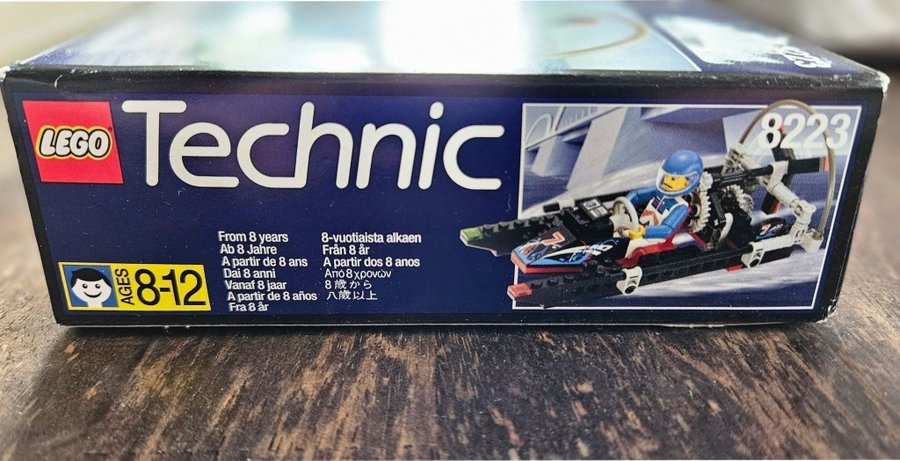 LEGO
Technic
8223
From 8 years
Ab 8 Jahre
A partir de 8 ans
Dai 8 anni
Vanaf 8 jaar
A partir de 8 años
Fra 8 år
8-vuotiaista alkaen
Från 8 år
A partir dos 8 anos
Από 8 χρονών
8 歳から
八歳以上
AGES
8-12
7